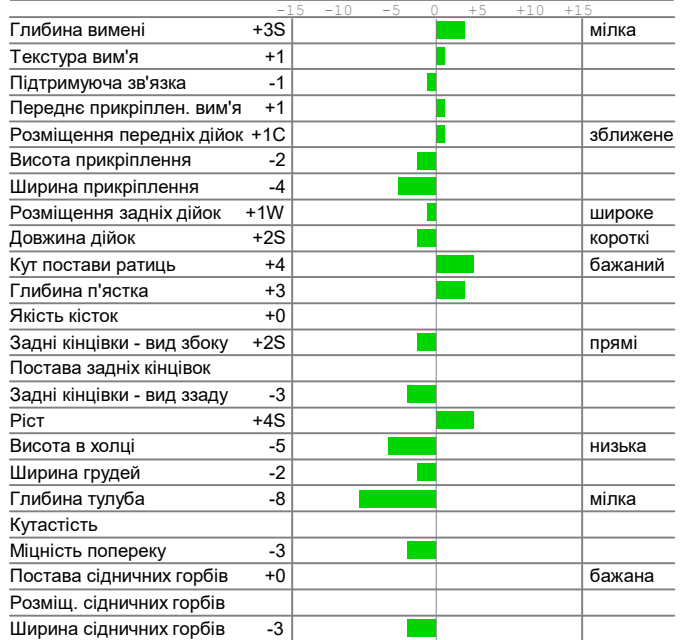 -15 -10 -5 0 +5 +10 +15
Глибина вимені +3S мілка
Текстура вим'я +1
Підтримуюча зв'язка -1
Переднє прикріплен. вим'я +1
Розміщення передніх дійок +1C зближене
Висота прикріплення -2
Ширина прикріплення -4
Розміщення задніх дійок +1W широке
Довжина дійок +2S короткі
Кут постави ратиць +4 бажаний
Глибина п'ястка +3
Якість кісток +0
Задні кінцівки - вид збоку +2S прямі
Постава задніх кінцівок
Задні кінцівки - вид ззаду -3
Ріст +4S
Висота в холці -5 низька
Ширина грудей -2
Глибина тулуба -8 мілка
Кутастість
Міцність попереку -3
Постава сідничних горбів +0 бажана
Розміщ. сідничних горбів
Ширина сідничних горбів -3